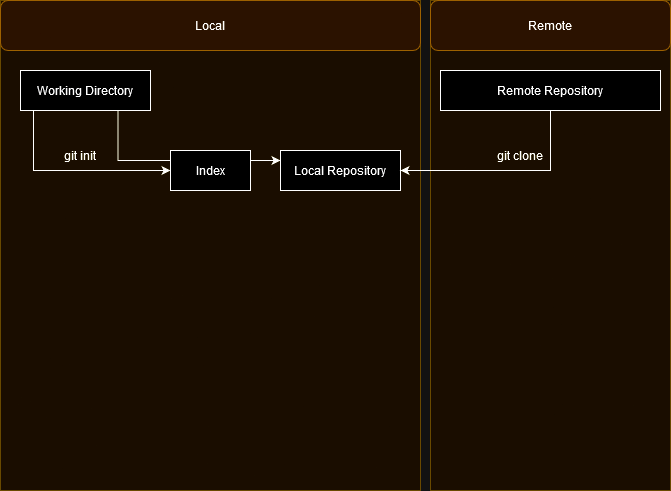 Local
Remote
Working Directory
Remote Repository
git init
git clone
Index
Local Repository